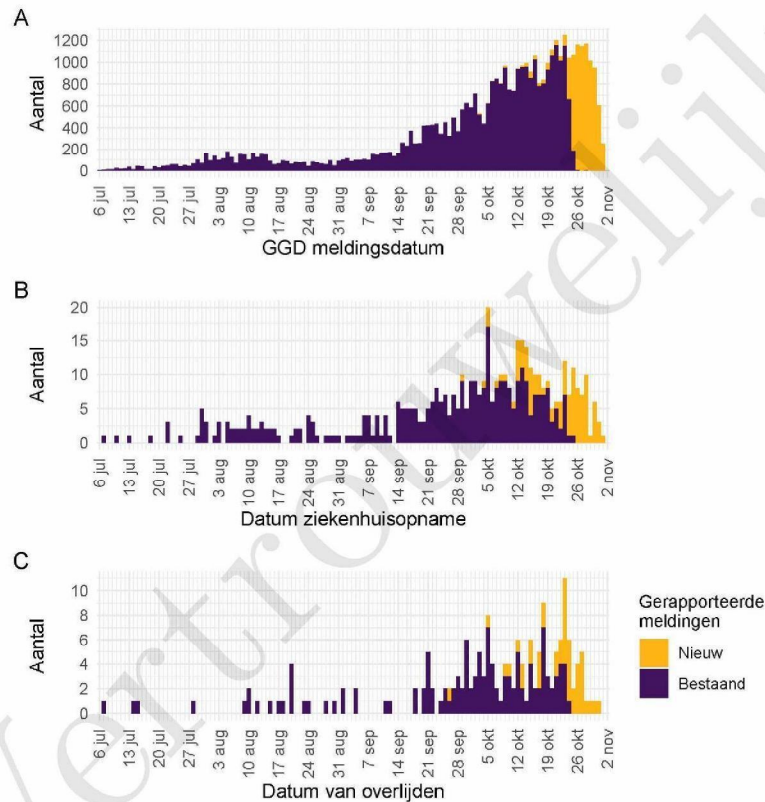 A
Aantal
1200
1000
800
600
400
200
0
6 jul
13 jul
20 jul
27 jul
3 aug
10 aug
17 aug
24 aug
31 aug
7 sep
14 sep
21 sep
28 sep
5 okt
12 okt
19 okt
26 okt
2 nov
GGD meldingsdatum
B
Aantal
20
15
10
5
0
6 jul
13 jul
20 jul
27 jul
3 aug
10 aug
17 aug
24 aug
31 aug
7 sep
14 sep
21 sep
28 sep
5 okt
12 okt
19 okt
26 okt
2 nov
Datum ziekenhuisopname
C
Aantal
10
8
6
4
2
0
6 jul
13 jul
20 jul
27 jul
3 aug
10 aug
17 aug
24 aug
31 aug
7 sep
14 sep
21 sep
28 sep
5 okt
12 okt
19 okt
26 okt
2 nov
Datum van overlijden
Gerapporteerde
meldingen
Nieuw
Bestaand
Vertrouwelijk